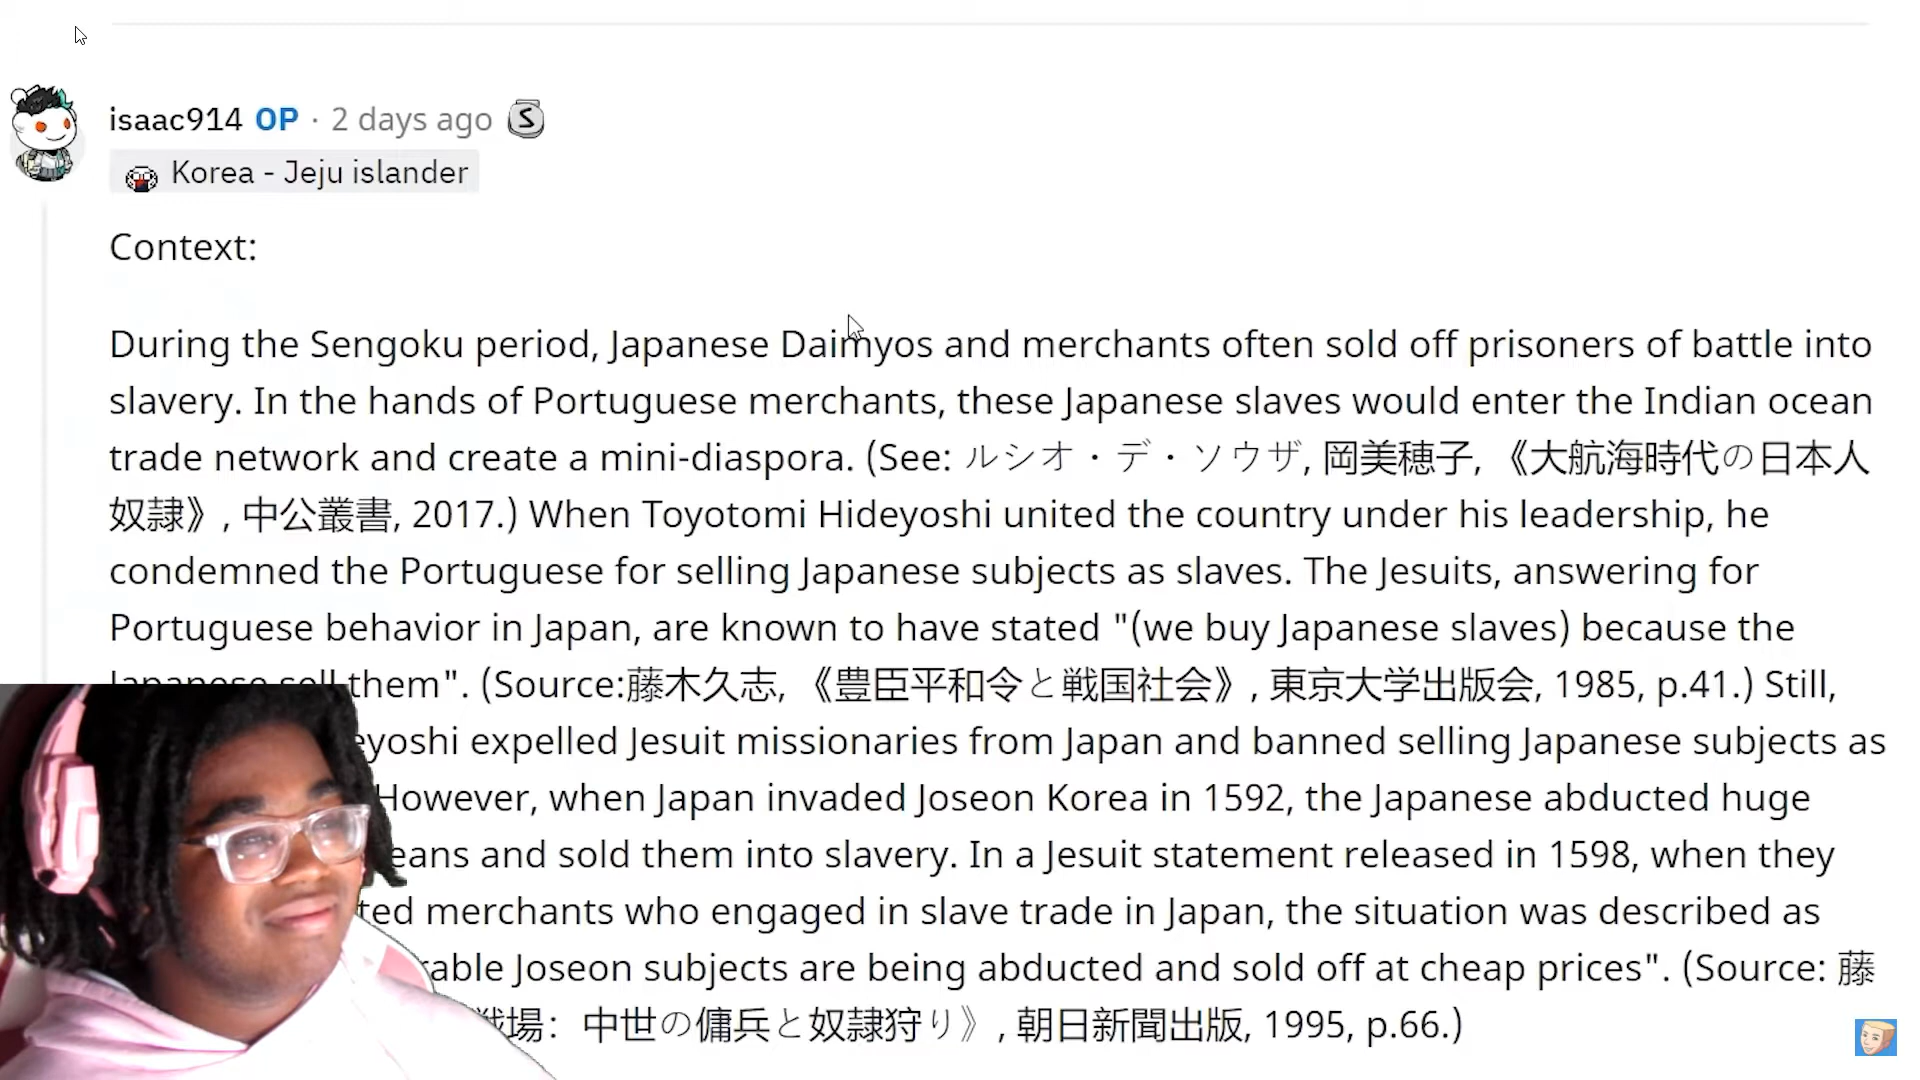 isaac914 OP · 2 days ago S
Korea - Jeju islander
Context:
During the Sengoku period, Japanese Daimyos and merchants often sold off prisoners of battle into
slavery. In the hands of Portuguese merchants, these Japanese slaves would enter the Indian ocean
trade network and create a mini-diaspora. (See: ルシオ・デ・ソウザ, 岡美穂子, 《大航海時代の日本人
奴隷》, 中公叢書, 2017.) When Toyotomi Hideyoshi united the country under his leadership, he
condemned the Portuguese for selling Japanese subjects as slaves. The Jesuits, answering for
Portuguese behavior in Japan, are known to have stated "(we buy Japanese slaves) because the
Japanese sell them". (Source:藤木久志, 《豊臣平和令と戦国社会》, 東京大学出版会, 1985, p.41.) Still,
eyoshi expelled Jesuit missionaries from Japan and banned selling Japanese subjects as
However, when Japan invaded Joseon Korea in 1592, the Japanese abducted huge
eans and sold them into slavery. In a Jesuit statement released in 1598, when they
ted merchants who engaged in slave trade in Japan, the situation was described as
rable Joseon subjects are being abducted and sold off at cheap prices". (Source: 藤
戦場：中世の傭兵と奴隷狩り》, 朝日新聞出版, 1995, p.66.)